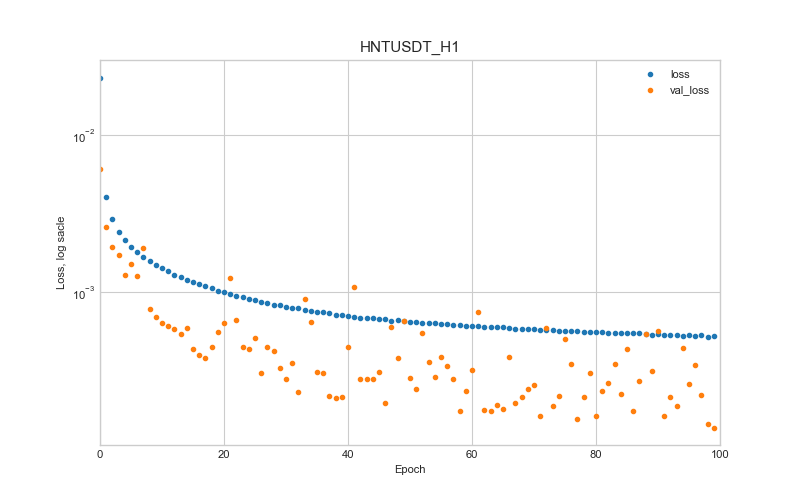 HNTUSDT_H1
loss
val_loss
10⁻²
10⁻³
Loss, log sacle
0 20 40 60 80 100
Epoch